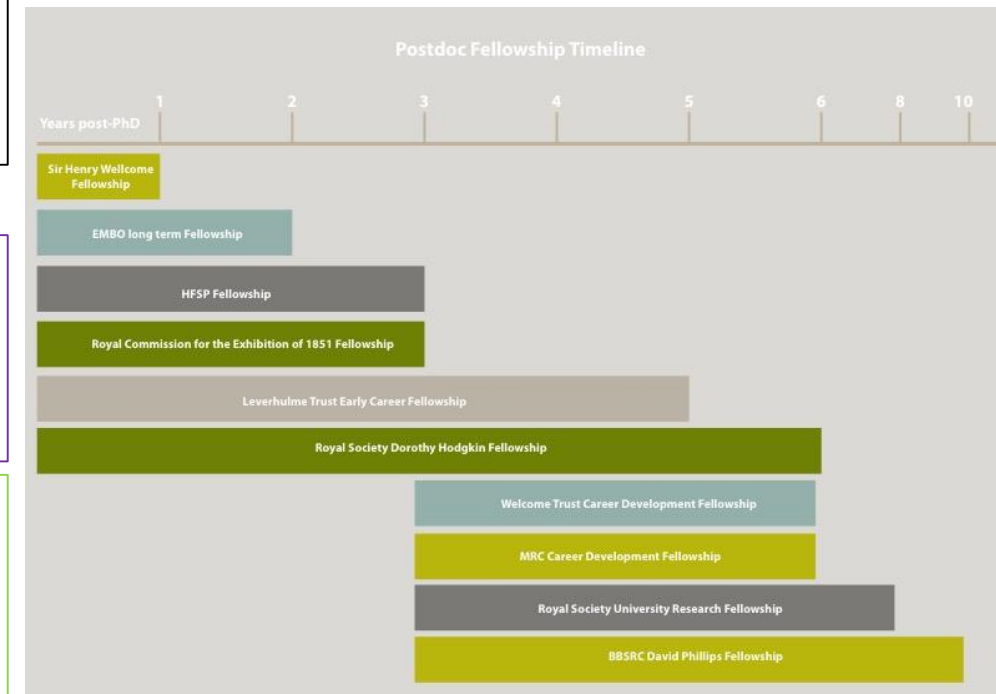 Postdoc Fellowship Timeline
1 2 3 4 5 6 8 10
Years post-PhD
Sir Henry Wellcome
Fellowship
EMBO long term Fellowship
HFSP Fellowship
Royal Commission for the Exhibition of 1851 Fellowship
Leverhulme Trust Early Career Fellowship
Royal Society Dorothy Hodgkin Fellowship
Welcome Trust Career Development Fellowship
MRC Career Development Fellowship
Royal Society University Research Fellowship
BBSRC David Phillips Fellowship